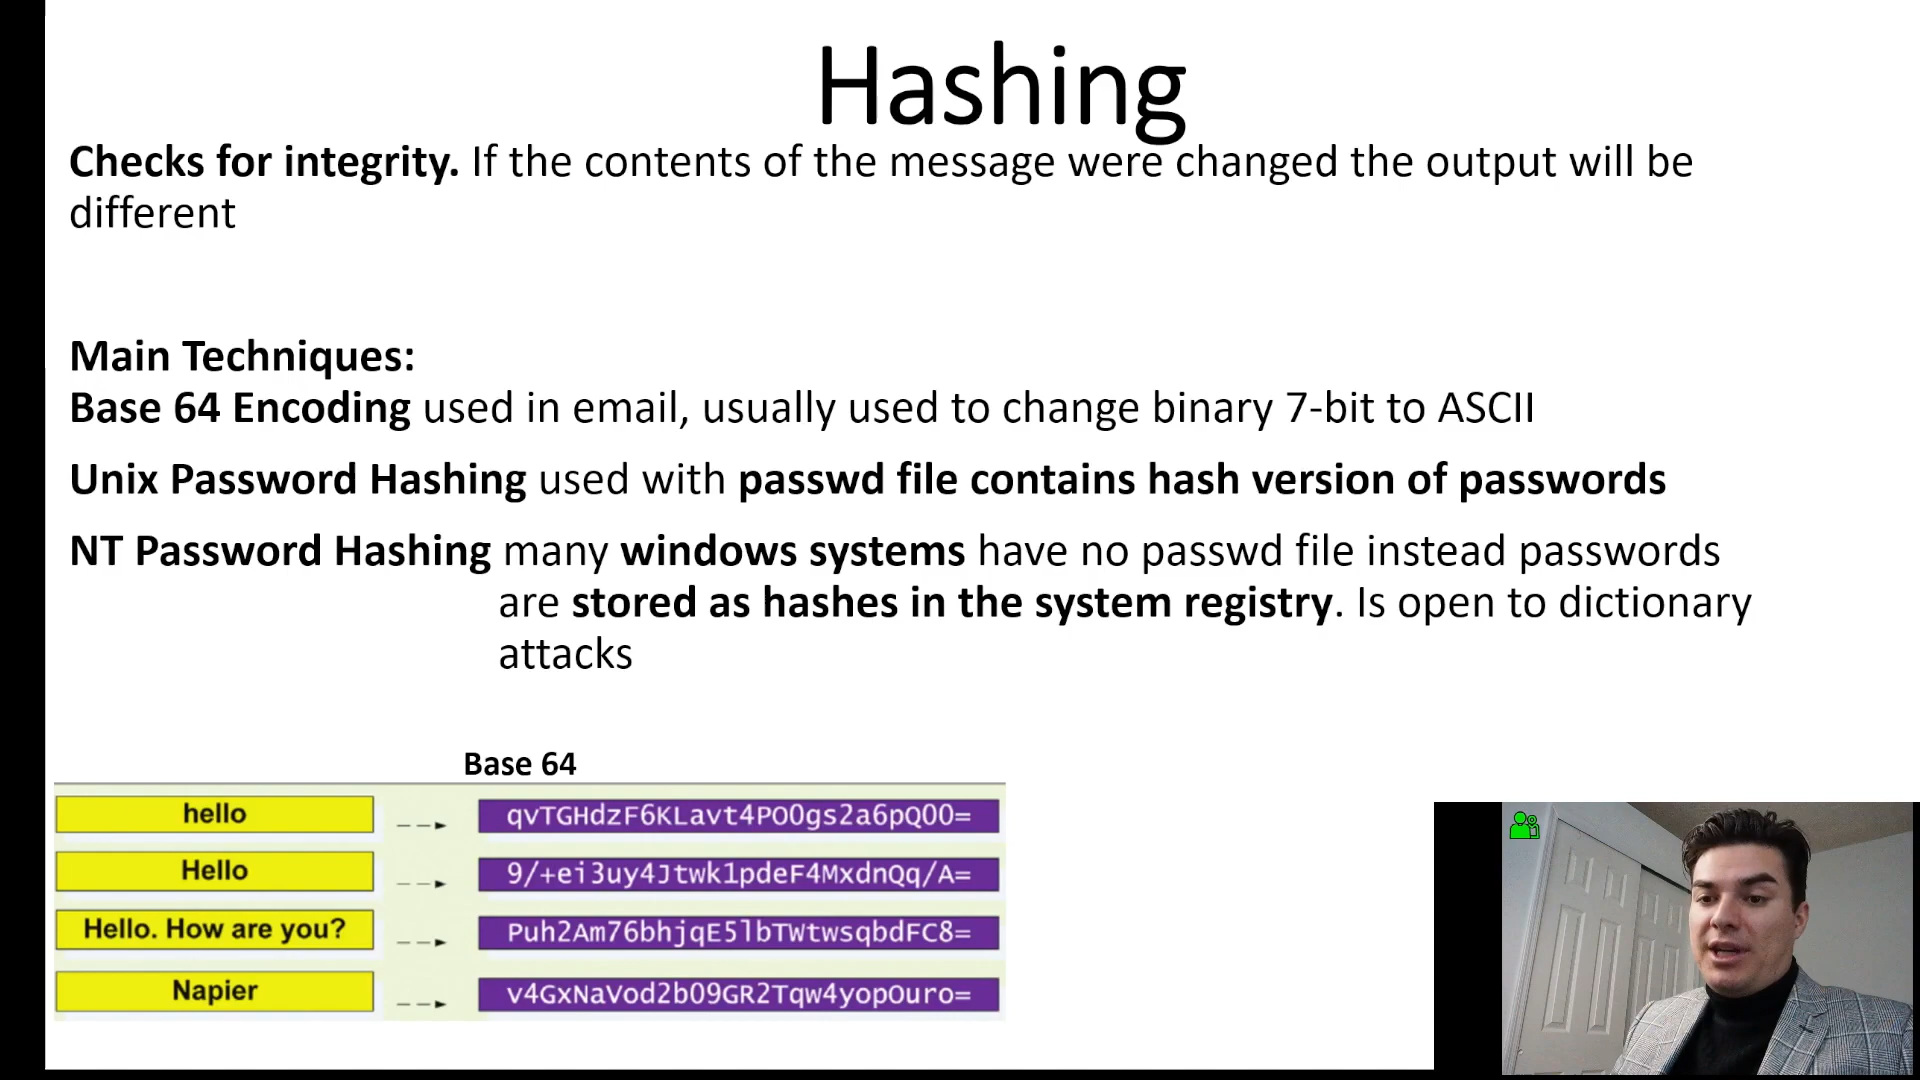 Hashing
Checks for integrity. If the contents of the message were changed the output will be
different
Main Techniques:
Base 64 Encoding used in email, usually used to change binary 7-bit to ASCII
Unix Password Hashing used with passwd file contains hash version of passwords
NT Password Hashing many windows systems have no passwd file instead passwords
are stored as hashes in the system registry. Is open to dictionary
attacks
Base 64
hello qvTGHdzF6KLavt4PO0gs2a6pQ00=
Hello 9/+ei3uy4Jtwk1pdeF4MxdnQq/A=
Hello. How are you? Puh2Am76bhjqE5lbTWtwsqbdFC8=
Napier v4GxNaVod2b09GR2Tqw4yopOuro=